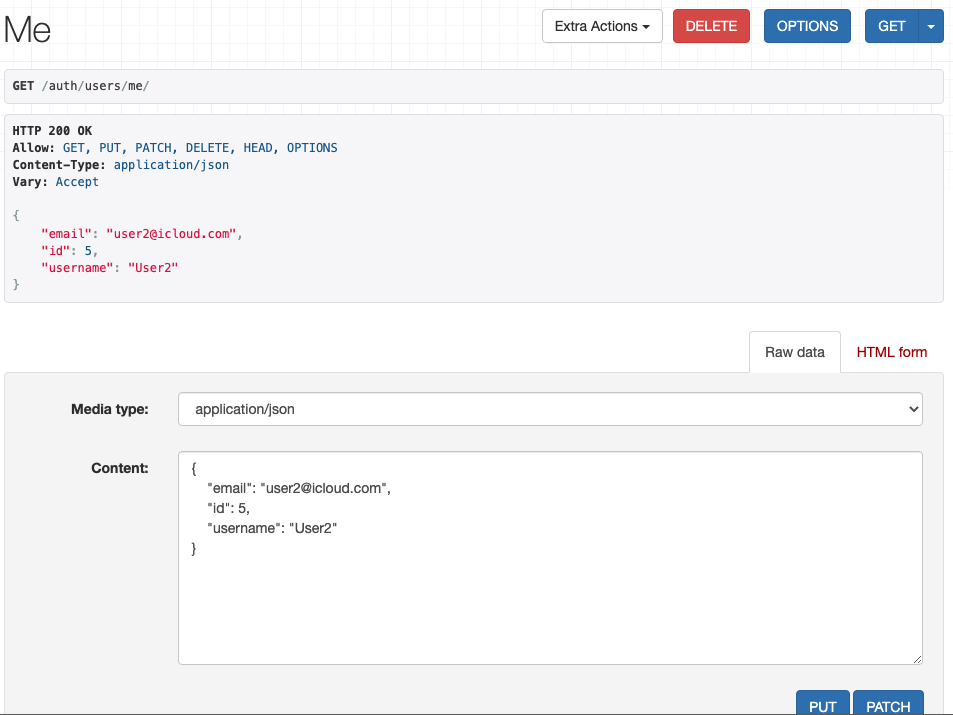 Me
Extra Actions
DELETE
OPTIONS
GET
GET /auth/users/me/
HTTP 200 OK
Allow: GET, PUT, PATCH, DELETE, HEAD, OPTIONS
Content-Type: application/json
Vary: Accept
{
"email": "user2@icloud.com",
"id": 5,
"username": "User2"
}
Raw data
HTML form
Media type:
application/json
Content:
{
"email": "user2@icloud.com",
"id": 5,
"username": "User2"
}
PUT
PATCH